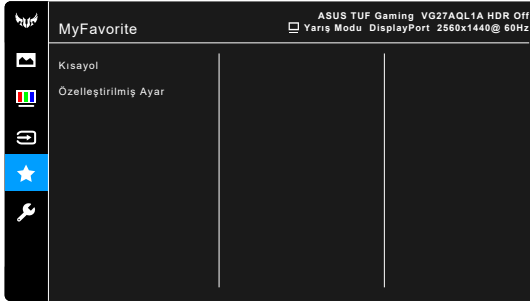 MyFavorite
ASUS TUF Gaming VG27AQL1A HDR Off
Yarış Modu DisplayPort 2560x1440@ 60Hz
Kısayol
Özelleştirilmiş Ayar